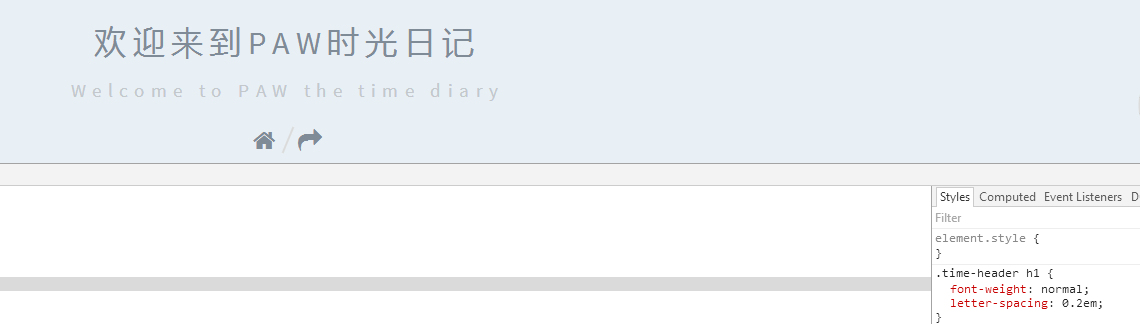 欢迎来到PAW时光日记
Welcome to PAW the time diary
Styles Computed Event Listeners D
Filter
element.style {
}
.time-header h1 {
font-weight: normal;
letter-spacing: 0.2em;
}